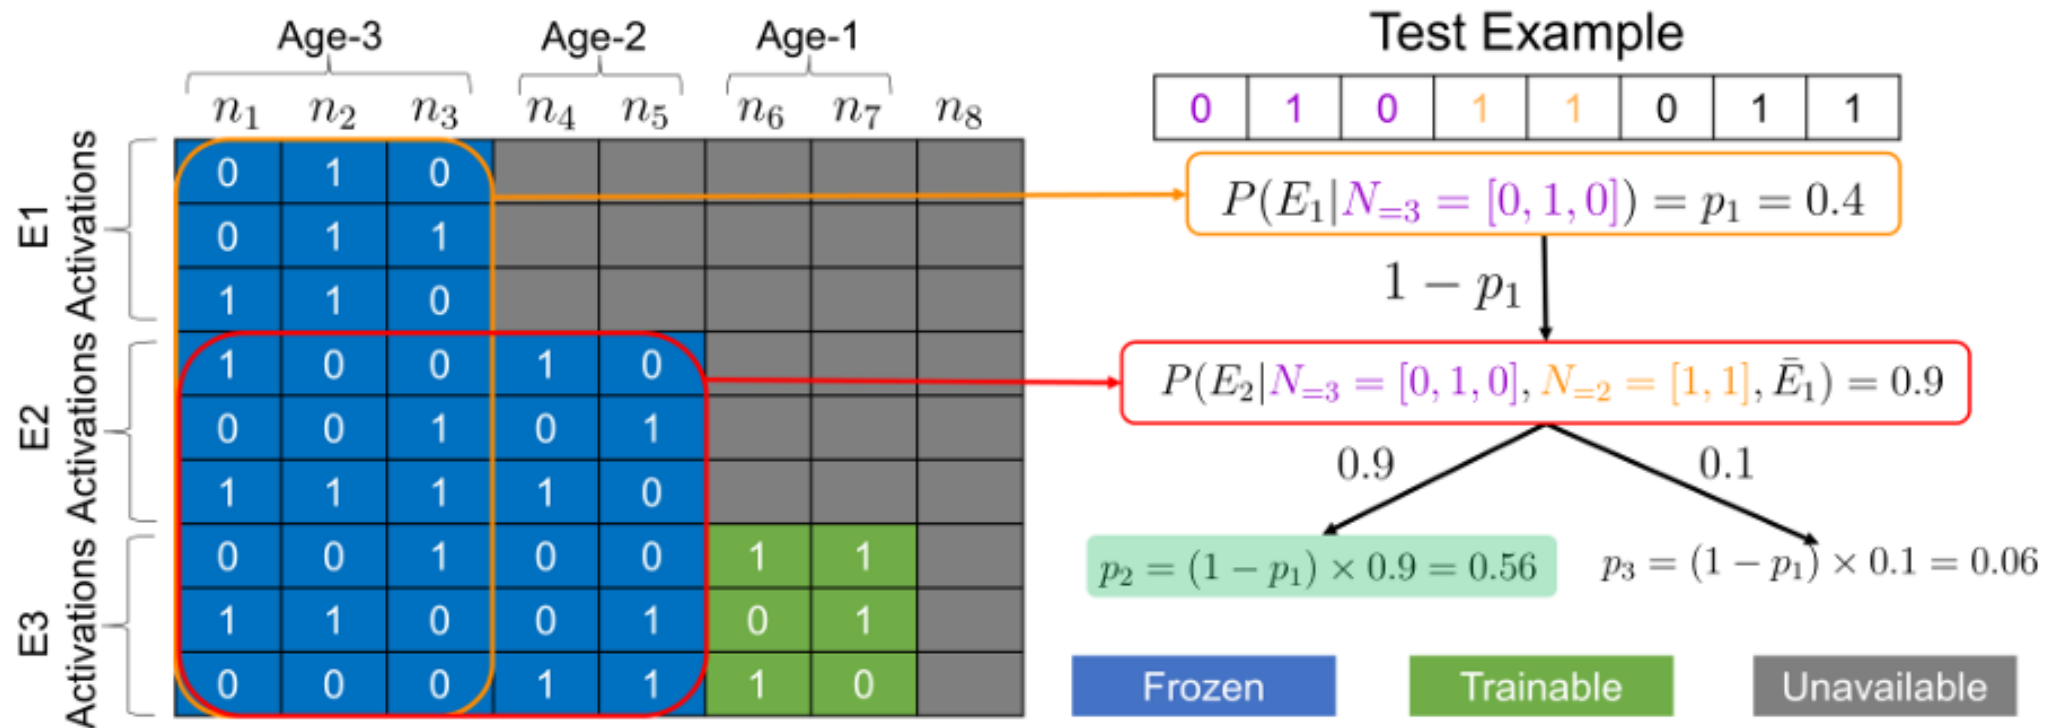 Age-3 Age-2 Age-1
n₁ n₂ n₃ n₄ n₅ n₆ n₇ n₈
E1 Activations
0 1 0
0 1 1
1 1 0
E2 Activations
1 0 0 1 0
0 0 1 0 1
1 1 1 1 0
E3 Activations
0 0 1 0 0 1 1
1 1 0 0 1 0 1
0 0 0 1 1 1 0
Test Example
0 1 0 1 1 0 1 1
P(E₁|N₌₃ = [0, 1, 0]) = p₁ = 0.4
1 − p₁
P(E₂|N₌₃ = [0, 1, 0], N₌₂ = [1, 1], Ē₁) = 0.9
0.9 0.1
p₂ = (1 − p₁) × 0.9 = 0.56
p₃ = (1 − p₁) × 0.1 = 0.06
Frozen Trainable Unavailable